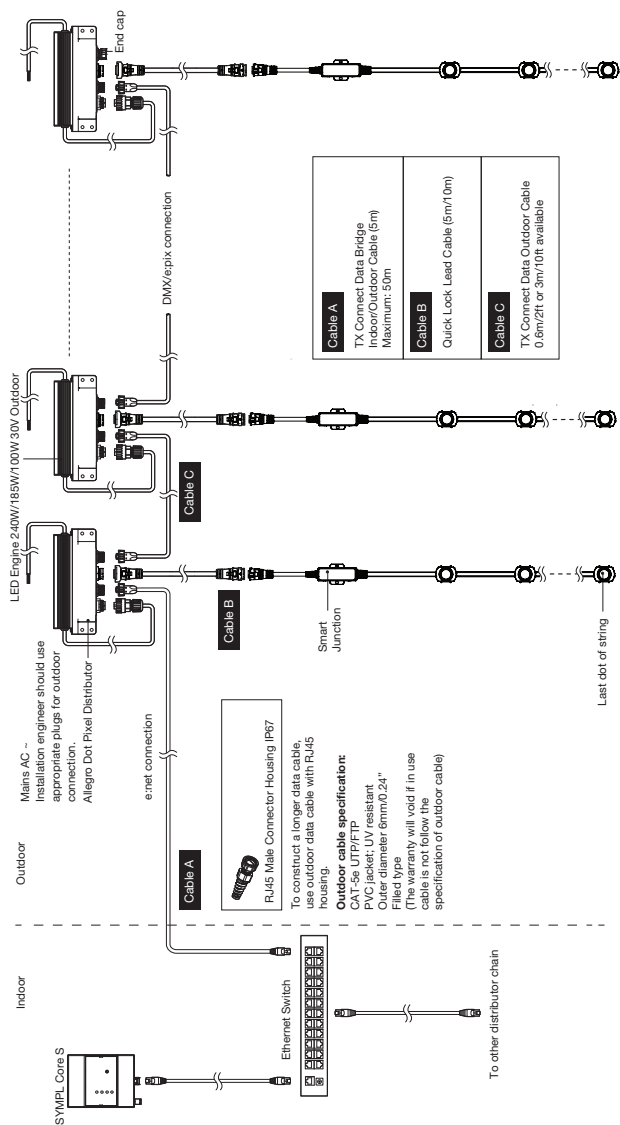 Indoor
Outdoor
SYMPL Core S
Ethernet Switch
To other distributor chain
Mains AC ~
Installation engineer should use
appropriate plugs for outdoor
connection.
Allegro Dot Pixel Distributor
LED Engine 240W/185W/100W 30V Outdoor
End cap
e:net connection
DMX/e:pix connection
Cable A
Cable B
Cable C
RJ45 Male Connector Housing IP67
To construct a longer data cable,
use outdoor data cable with RJ45
housing.
Outdoor cable specification:
CAT-5e UTP/FTP
PVC jacket; UV resistant
Outer diameter 6mm/0.24"
Filled type
(The warranty will void if in use
cable is not follow the
specification of outdoor cable)
Smart
Junction
Last dot of string
Cable A
TX Connect Data Bridge
Indoor/Outdoor Cable (5m)
Maximum: 50m
Cable B
Quick Lock Lead Cable (5m/10m)
Cable C
TX Connect Data Outdoor Cable
0.6m/2ft or 3m/10ft available